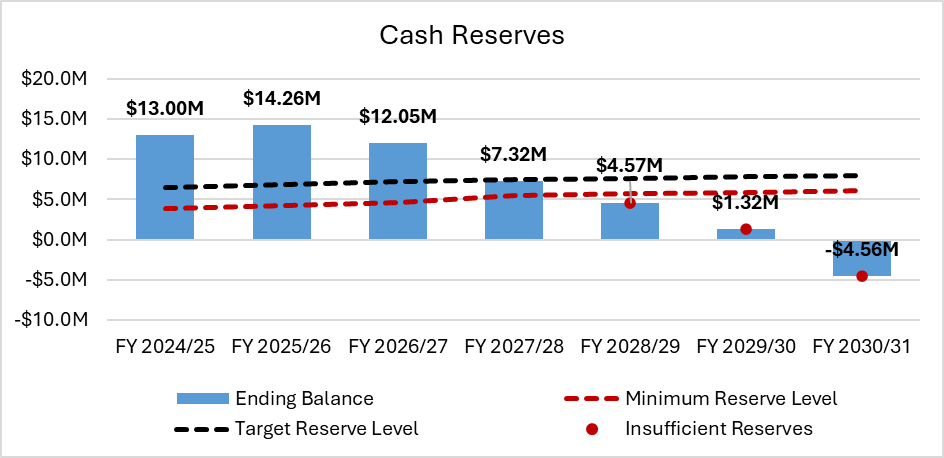 Cash Reserves
$20.0M
$15.0M
$10.0M
$5.0M
$0.0M
-$5.0M
-$10.0M
$13.00M
$14.26M
$12.05M
$7.32M
$4.57M
$1.32M
-$4.56M
FY 2024/25 FY 2025/26 FY 2026/27 FY 2027/28 FY 2028/29 FY 2029/30 FY 2030/31
Ending Balance Minimum Reserve Level
Target Reserve Level Insufficient Reserves